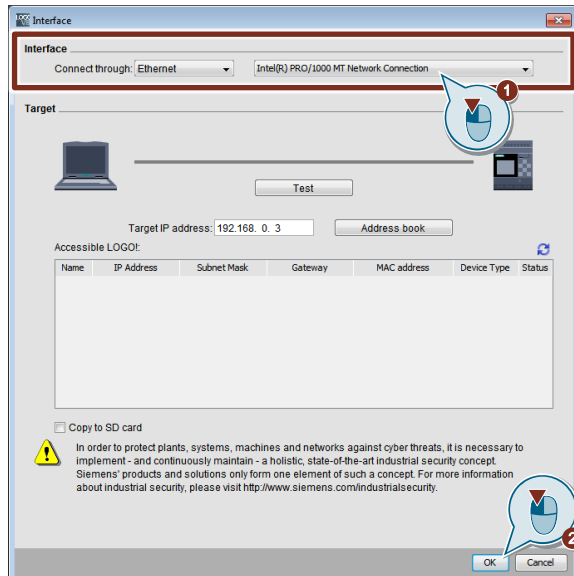 Interface
Interface
Connect through: Ethernet Intel(R) PRO/1000 MT Network Connection
1
Target
Test
Target IP address: 192.168. 0. 3 Address book
Accessible LOGO!:
Name IP Address Subnet Mask Gateway MAC address Device Type Status
Copy to SD card
In order to protect plants, systems, machines and networks against cyber threats, it is necessary to
implement - and continuously maintain - a holistic, state-of-the-art industrial security concept.
Siemens' products and solutions only form one element of such a concept. For more information
about industrial security, please visit http://www.siemens.com/industrialsecurity.
2
OK Cancel